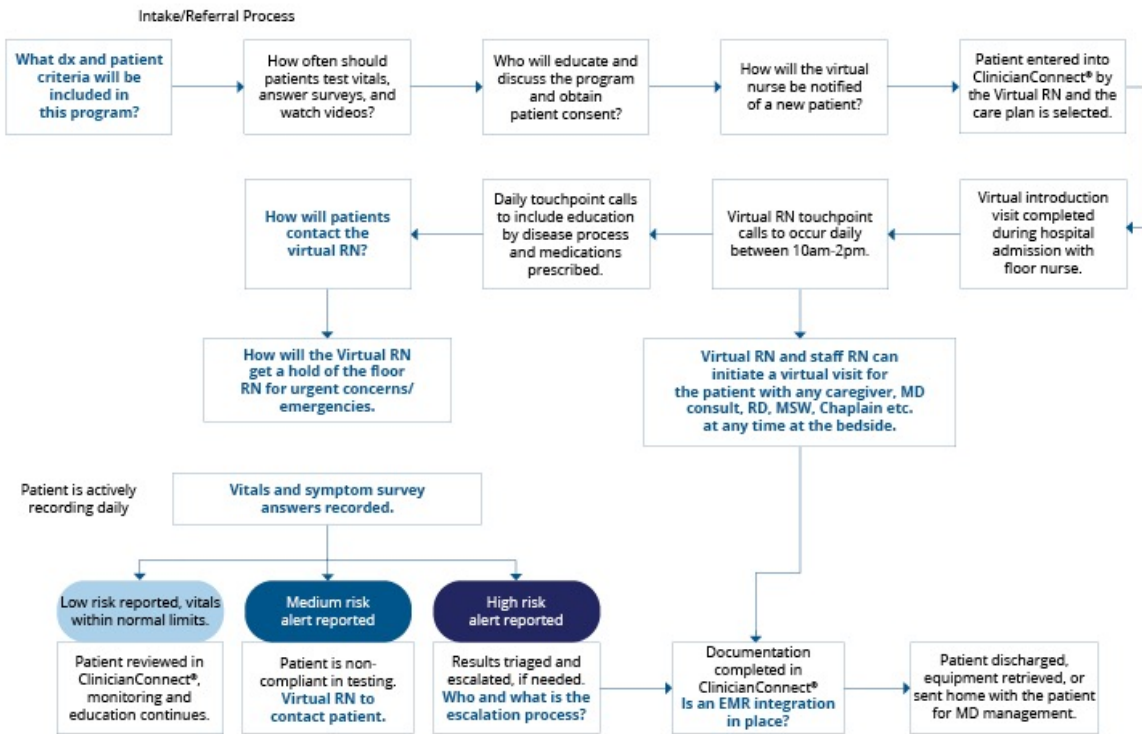 Intake/Referral Process
What dx and patient
criteria will be
included in
this program?
How often should
patients test vitals,
answer surveys, and
watch videos?
Who will educate and
discuss the program
and obtain
patient consent?
How will the virtual
nurse be notified
of a new patient?
Patient entered into
ClinicianConnect® by
the Virtual RN and the
care plan is selected.
Virtual introduction
visit completed
during hospital
admission with
floor nurse.
Virtual RN touchpoint
calls to occur daily
between 10am-2pm.
Daily touchpoint calls
to include education
by disease process
and medications
prescribed.
How will patients
contact the
virtual RN?
How will the Virtual RN
get a hold of the floor
RN for urgent concerns/
emergencies.
Virtual RN and staff RN can
initiate a virtual visit for
the patient with any caregiver, MD
consult, RD, MSW, Chaplain etc.
at any time at the bedside.
Patient is actively
recording daily
Vitals and symptom survey
answers recorded.
Low risk reported, vitals
within normal limits.
Patient reviewed in
ClinicianConnect®,
monitoring and
education continues.
Medium risk
alert reported
Patient is non-
compliant in testing.
Virtual RN to
contact patient.
High risk
alert reported
Results triaged and
escalated, if needed.
Who and what is the
escalation process?
Documentation
completed in
ClinicianConnect®
Is an EMR integration
in place?
Patient discharged,
equipment retrieved, or
sent home with the patient
for MD management.